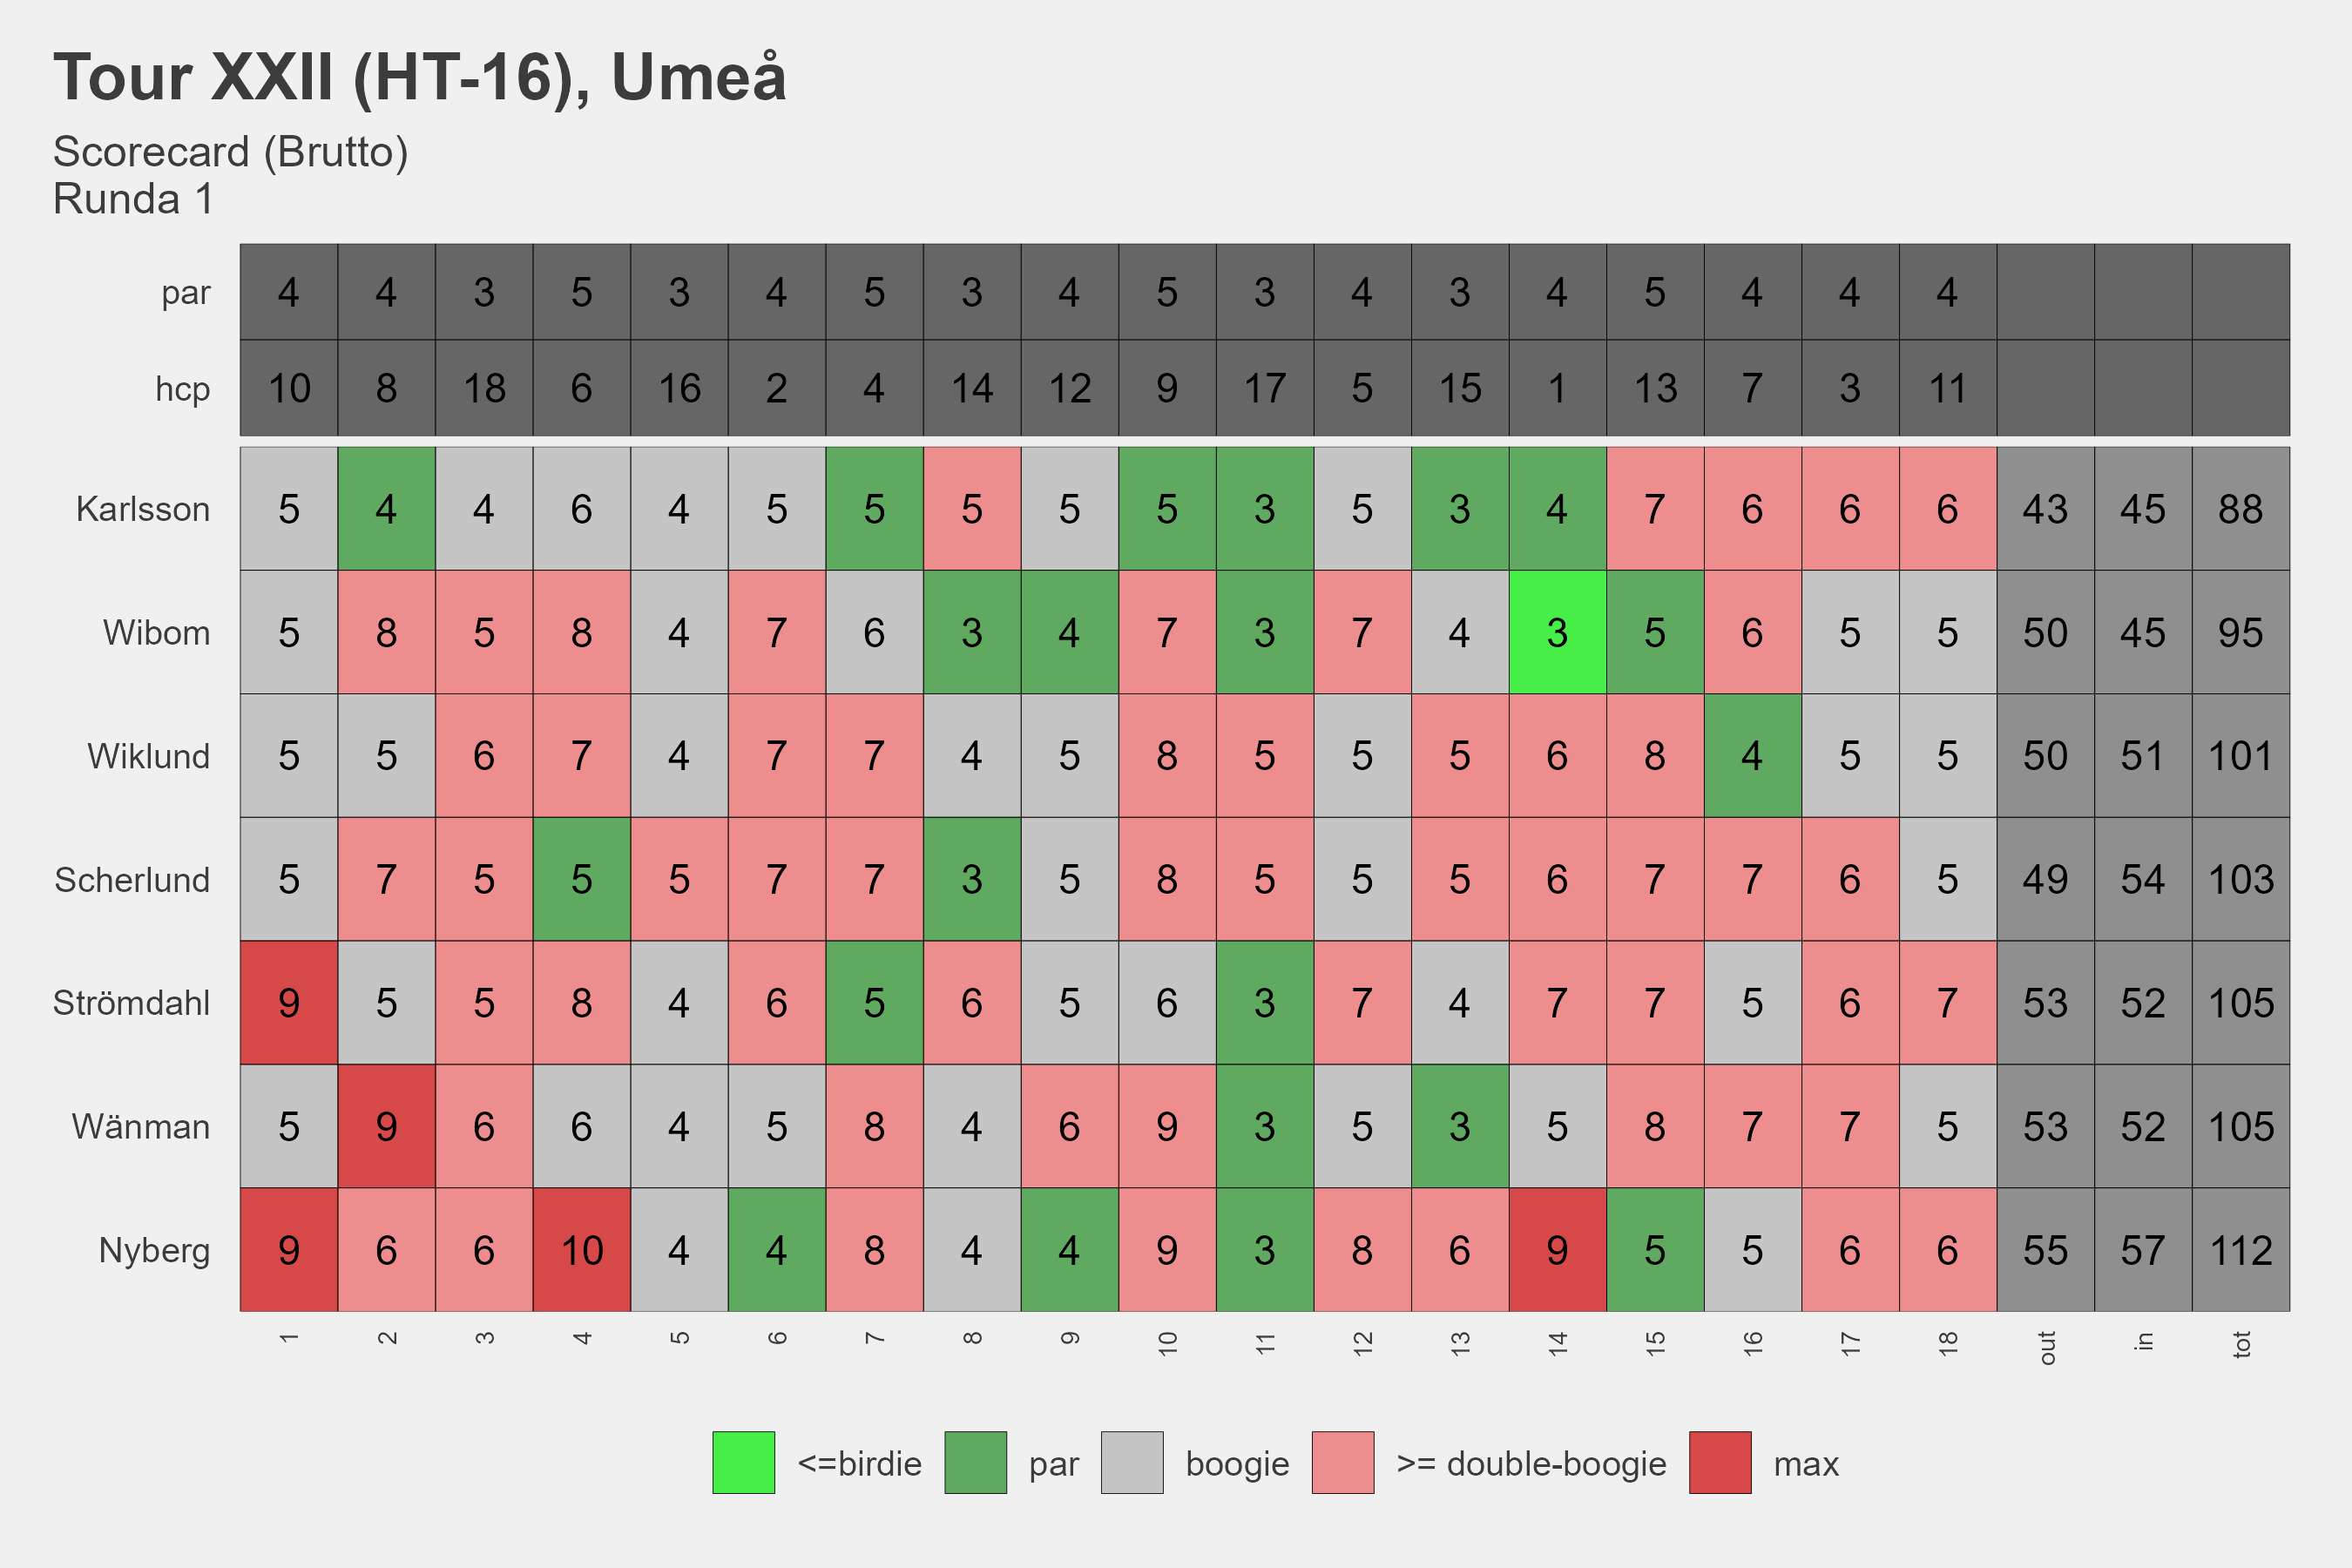 Tour XXII (HT-16), Umeå
Scorecard (Brutto)
Runda 1
par 4 4 3 5 3 4 5 3 4 5 3 4 3 4 5 4 4 4
hcp 10 8 18 6 16 2 4 14 12 9 17 5 15 1 13 7 3 11
Karlsson 5 4 4 6 4 5 5 5 5 5 3 5 3 4 7 6 6 6 43 45 88
Wibom 5 8 5 8 4 7 6 3 4 7 3 7 4 3 5 6 5 5 50 45 95
Wiklund 5 5 6 7 4 7 7 4 5 8 5 5 5 6 8 4 5 5 50 51 101
Scherlund 5 7 5 5 5 7 7 3 5 8 5 5 5 6 7 7 6 5 49 54 103
Strömdahl 9 5 5 8 4 6 5 6 5 6 3 7 4 7 7 5 6 7 53 52 105
Wänman 5 9 6 6 4 5 8 4 6 9 3 5 3 5 8 7 7 5 53 52 105
Nyberg 9 6 6 10 4 4 8 4 4 9 3 8 6 9 5 5 6 6 55 57 112
1 2 3 4 5 6 7 8 9 10 11 12 13 14 15 16 17 18 out in tot
<=birdie par boogie >= double-boogie max